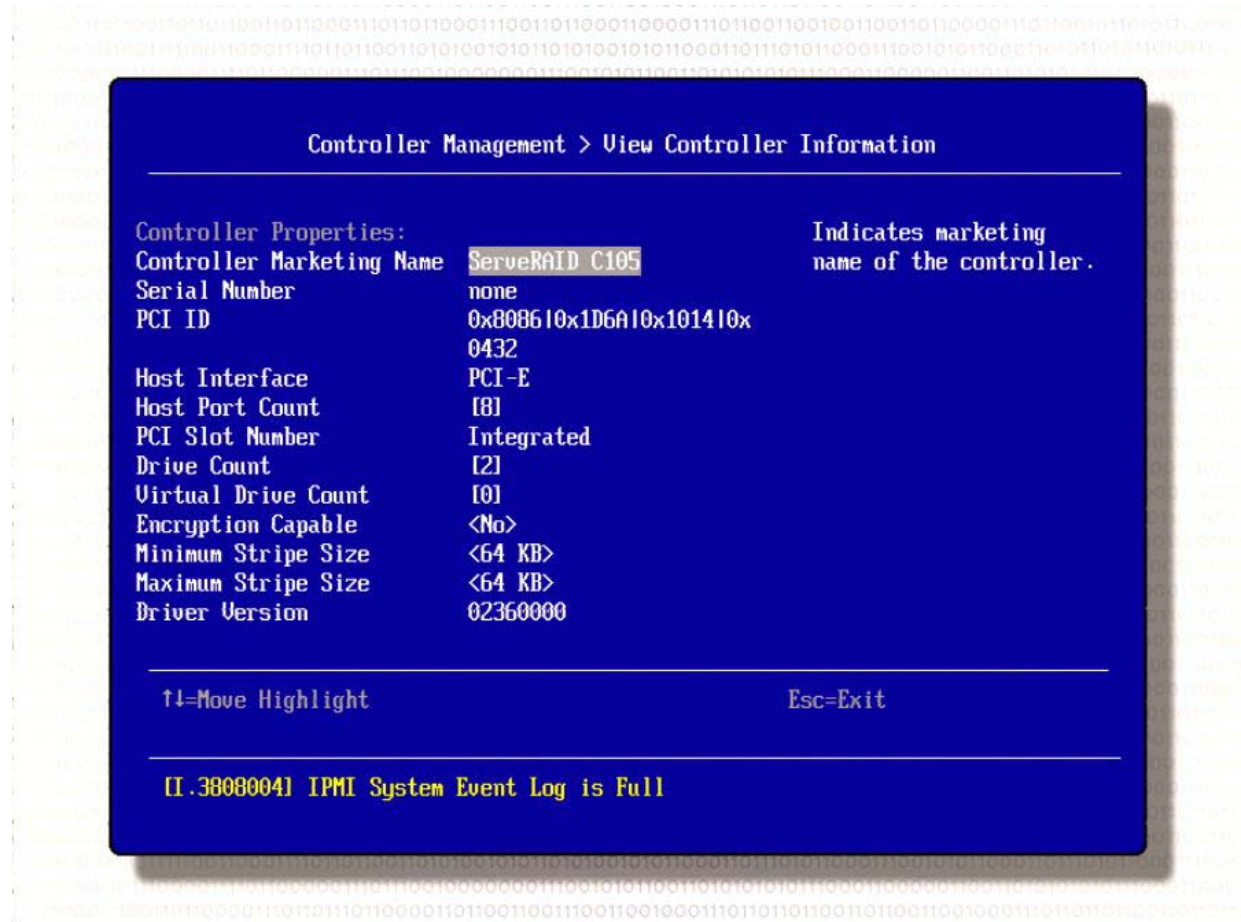 Controller Management > View Controller Information
Controller Properties:
Controller Marketing Name ServeRAID C105
Serial Number none
PCI ID 0x8086|0x1D6A|0x1014|0x
0432
Host Interface PCI-E
Host Port Count [8]
PCI Slot Number Integrated
Drive Count [2]
Virtual Drive Count [0]
Encryption Capable <No>
Minimum Stripe Size <64 KB>
Maximum Stripe Size <64 KB>
Driver Version 02360000
Indicates marketing
name of the controller.
↑↓=Move Highlight Esc=Exit
[I.3808004] IPMI System Event Log is Full